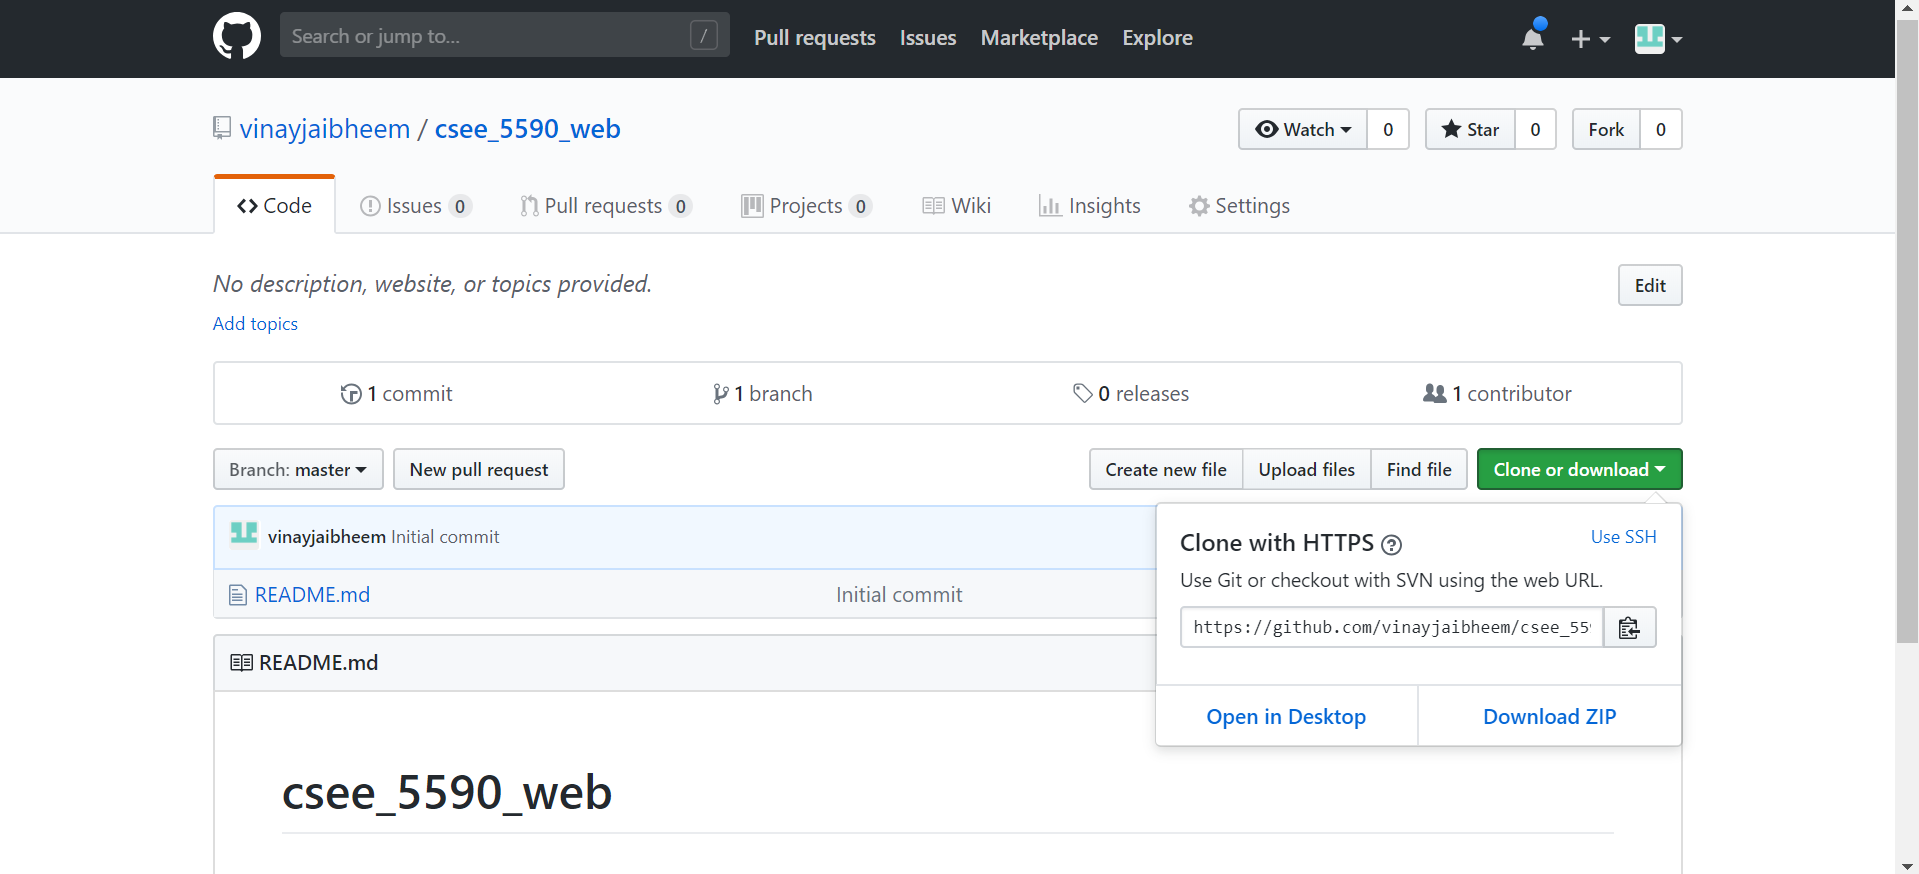 Search or jump to... /
Pull requests Issues Marketplace Explore
vinayjaibheem / csee_5590_web
Watch 0 Star 0 Fork 0
Code Issues 0 Pull requests 0 Projects 0 Wiki Insights Settings
No description, website, or topics provided.
Edit
Add topics
1 commit 1 branch 0 releases 1 contributor
Branch: master New pull request Create new file Upload files Find file Clone or download
vinayjaibheem Initial commit
README.md Initial commit
Clone with HTTPS ?
Use SSH
Use Git or checkout with SVN using the web URL.
https://github.com/vinayjaibheem/csee_55
Open in Desktop Download ZIP
README.md
csee_5590_web